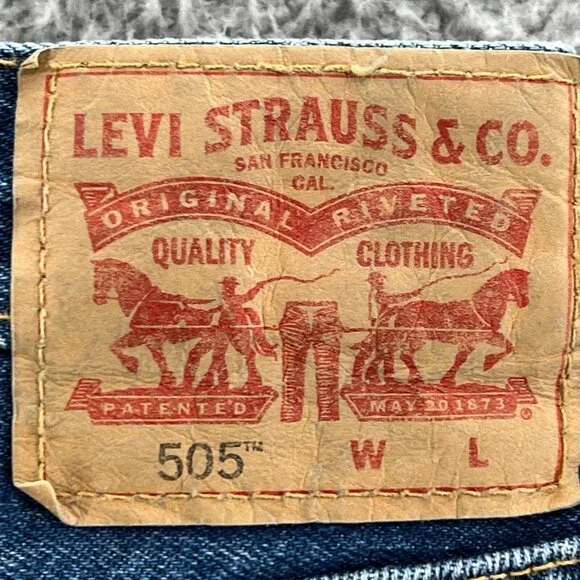 LEVI STRAUSS & CO.
SAN FRANCISCO
CAL.
ORIGINAL RIVETED
QUALITY CLOTHING
PATENTED MAY 20 1873 ®
505™ W L